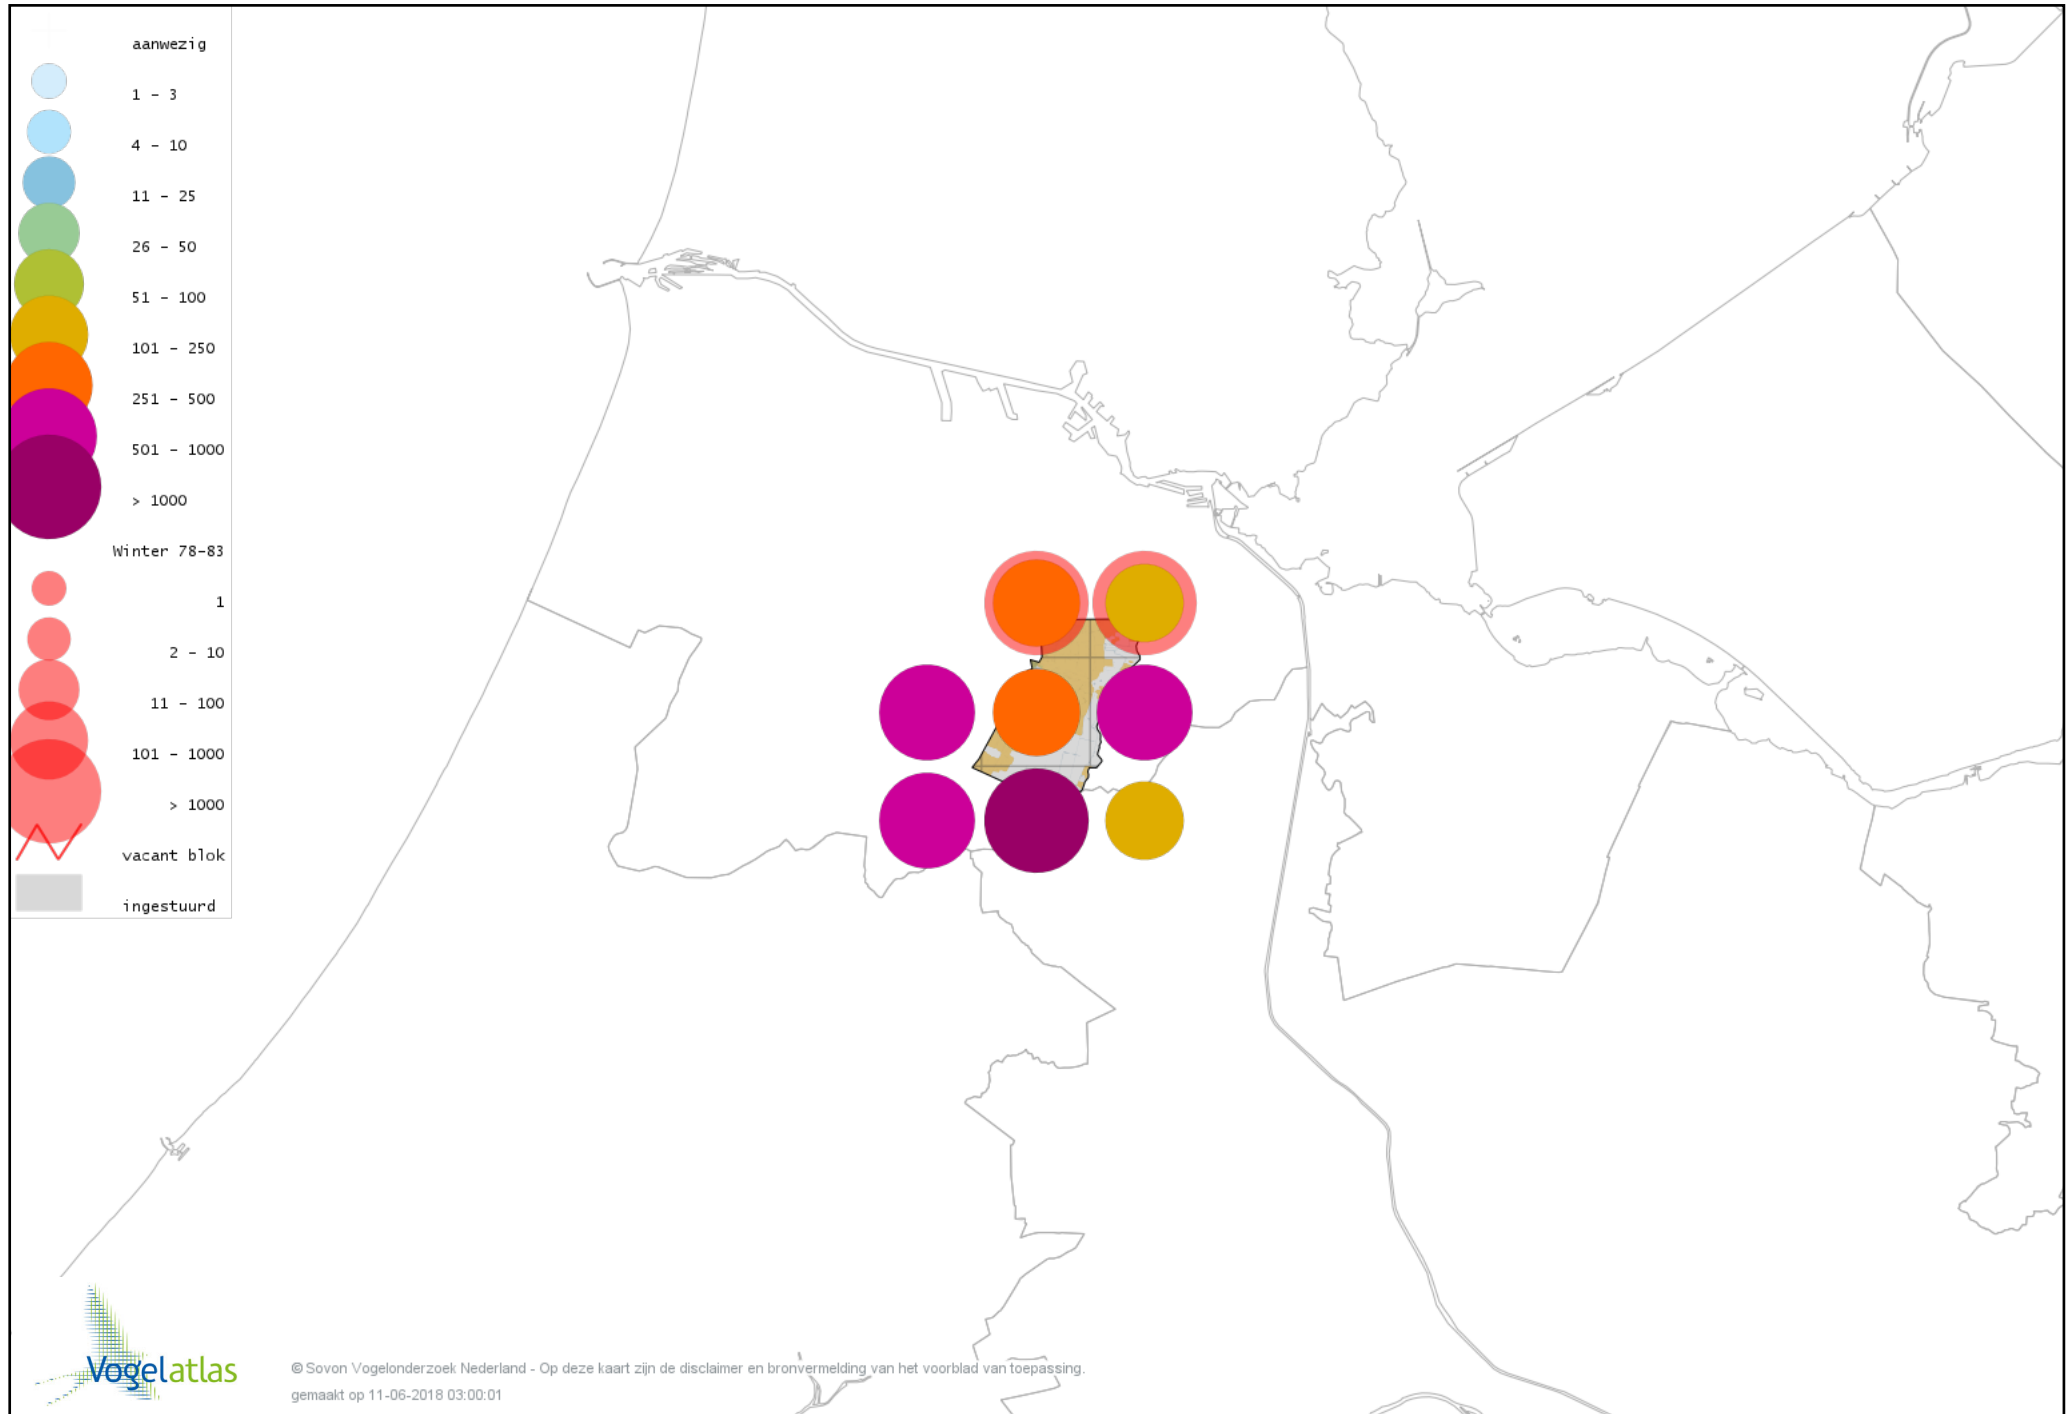 aanwezig
1 - 3
4 - 10
11 - 25
26 - 50
51 - 100
101 - 250
251 - 500
501 - 1000
> 1000
Winter 78-83
1
2 - 10
11 - 100
101 - 1000
> 1000
vacant blok
ingestuurd
Vogelatlas
© Sovon Vogelonderzoek Nederland - Op deze kaart zijn de disclaimer en bronvermelding van het voorblad van toepassing.
gemaakt op 11-06-2018 03:00:01